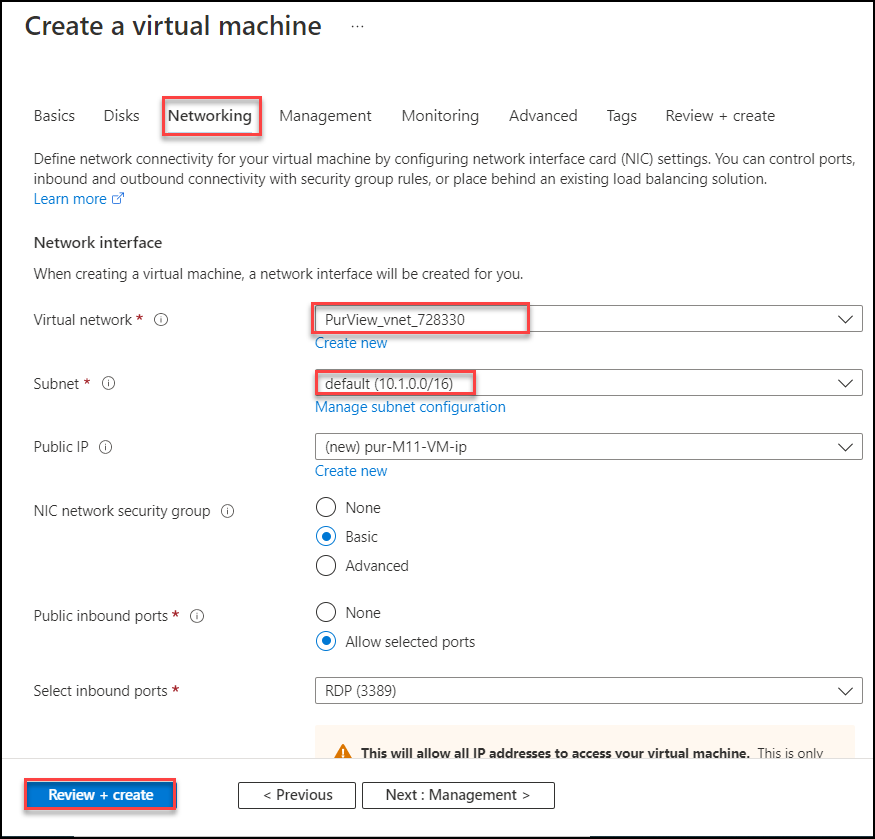 Create a virtual machine ...
Basics Disks Networking Management Monitoring Advanced Tags Review + create
Define network connectivity for your virtual machine by configuring network interface card (NIC) settings. You can control ports,
inbound and outbound connectivity with security group rules, or place behind an existing load balancing solution.
Learn more
Network interface
When creating a virtual machine, a network interface will be created for you.
Virtual network *
PurView_vnet_728330
Create new
Subnet *
default (10.1.0.0/16)
Manage subnet configuration
Public IP
(new) pur-M11-VM-ip
Create new
NIC network security group
None
Basic
Advanced
Public inbound ports *
None
Allow selected ports
Select inbound ports *
RDP (3389)
This will allow all IP addresses to access your virtual machine. This is only
Review + create
< Previous
Next : Management >